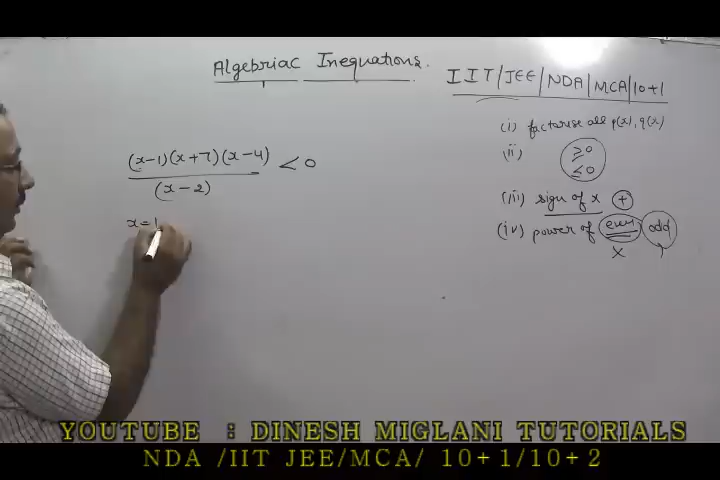 Algebriac Inequations.
IIT/JEE/NDA/MCA/10+1
(i) factorise all p(x), q(x)
(x-1)(x+7)(x-4) < 0
(x-2)
(ii) ≥0
≤0
(iii) sign of x +
(iv) power of even odd
x
x=1
YOUTUBE : DINESH MIGLANI TUTORIALS
NDA /IIT JEE/MCA/ 10+1/10+2